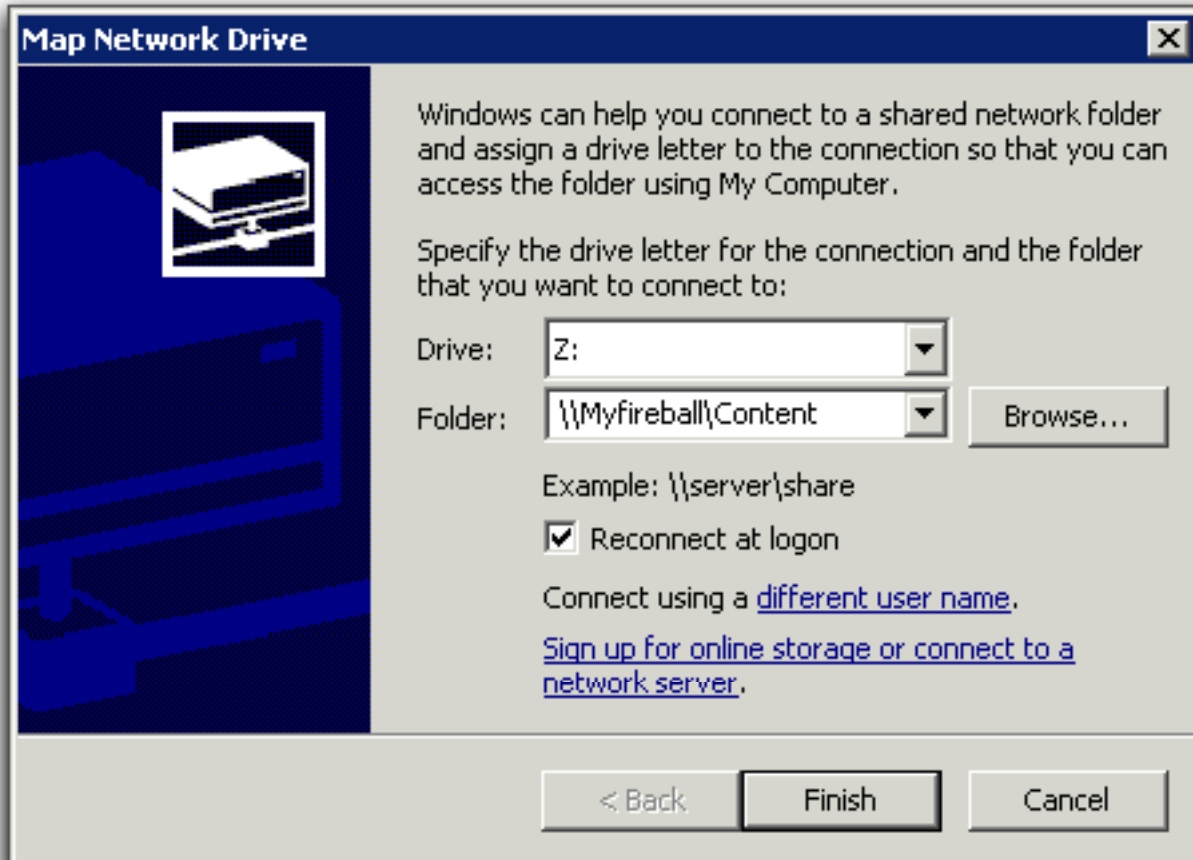 Map Network Drive
Windows can help you connect to a shared network folder
and assign a drive letter to the connection so that you can
access the folder using My Computer.
Specify the drive letter for the connection and the folder
that you want to connect to:
Drive: Z:
Folder: \\Myfireball\Content Browse...
Example: \\server\share
Reconnect at logon
Connect using a different user name.
Sign up for online storage or connect to a
network server.
< Back Finish Cancel